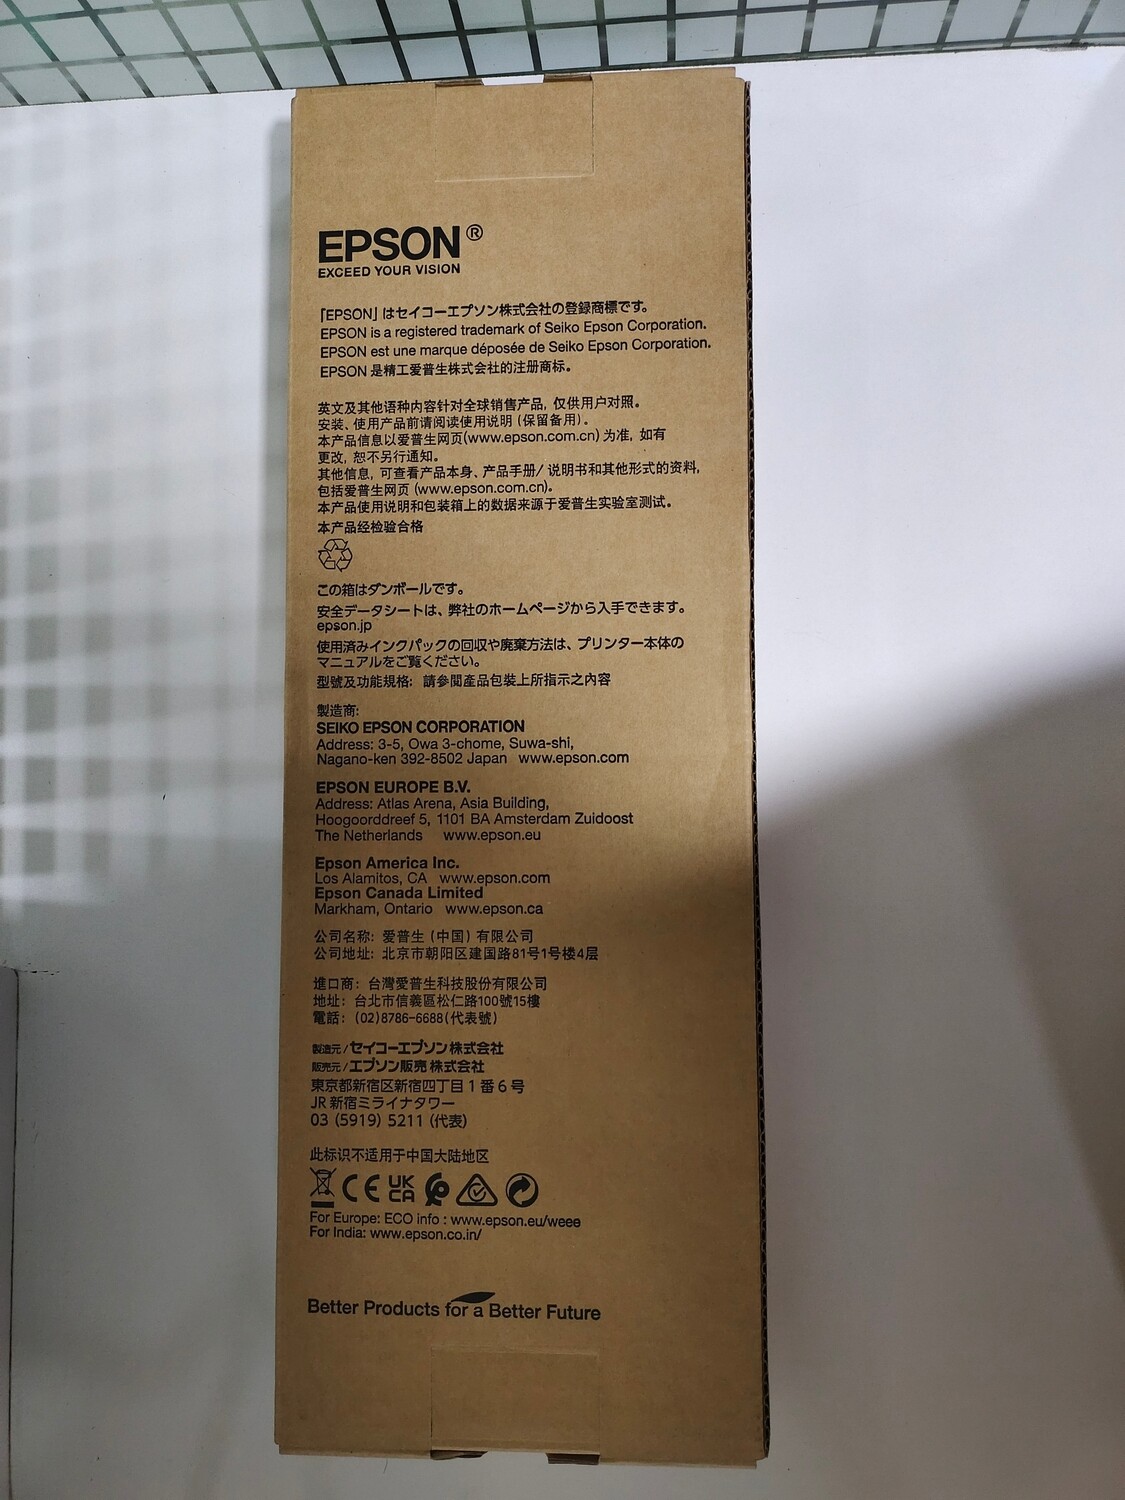 EPSON®
EXCEED YOUR VISION
「EPSON」はセイコーエプソン株式会社の登録商標です。
EPSON is a registered trademark of Seiko Epson Corporation.
EPSON est une marque déposée de Seiko Epson Corporation.
EPSON 是精工爱普生株式会社的注册商标。
英文及其他语种内容针对全球销售产品, 仅供用户对照。
安装、使用产品前请阅读使用说明 (保留备用)。
本产品信息以爱普生网页(www.epson.com.cn) 为准, 如有
更改, 恕不另行通知。
其他信息, 可查看产品本身、产品手册/ 说明书和其他形式的资料,
包括爱普生网页 (www.epson.com.cn)。
本产品使用说明和包装箱上的数据来源于爱普生实验室测试。
本产品经检验合格
この箱はダンボールです。
安全データシートは、弊社のホームページから入手できます。
epson.jp
使用済みインクパックの回収や廃棄方法は、プリンター本体の
マニュアルをご覧ください。
型號及功能規格: 請參閱產品包裝上所指示之內容
製造商:
SEIKO EPSON CORPORATION
Address: 3-5, Owa 3-chome, Suwa-shi,
Nagano-ken 392-8502 Japan www.epson.com
EPSON EUROPE B.V.
Address: Atlas Arena, Asia Building,
Hoogoorddreef 5, 1101 BA Amsterdam Zuidoost
The Netherlands www.epson.eu
Epson America Inc.
Los Alamitos, CA www.epson.com
Epson Canada Limited
Markham, Ontario www.epson.ca
公司名称: 爱普生 (中国) 有限公司
公司地址: 北京市朝阳区建国路81号1号楼4层
進口商: 台灣愛普生科技股份有限公司
地址: 台北市信義區松仁路100號15樓
電話: (02)8786-6688(代表號)
製造元 / セイコーエプソン 株式会社
販売元 / エプソン販売 株式会社
東京都新宿区新宿四丁目 1 番 6 号
JR 新宿ミライナタワー
03 (5919) 5211 (代表)
此标识不适用于中国大陆地区
CE UK CA
For Europe: ECO info : www.epson.eu/weee
For India: www.epson.co.in/
Better Products for a Better Future